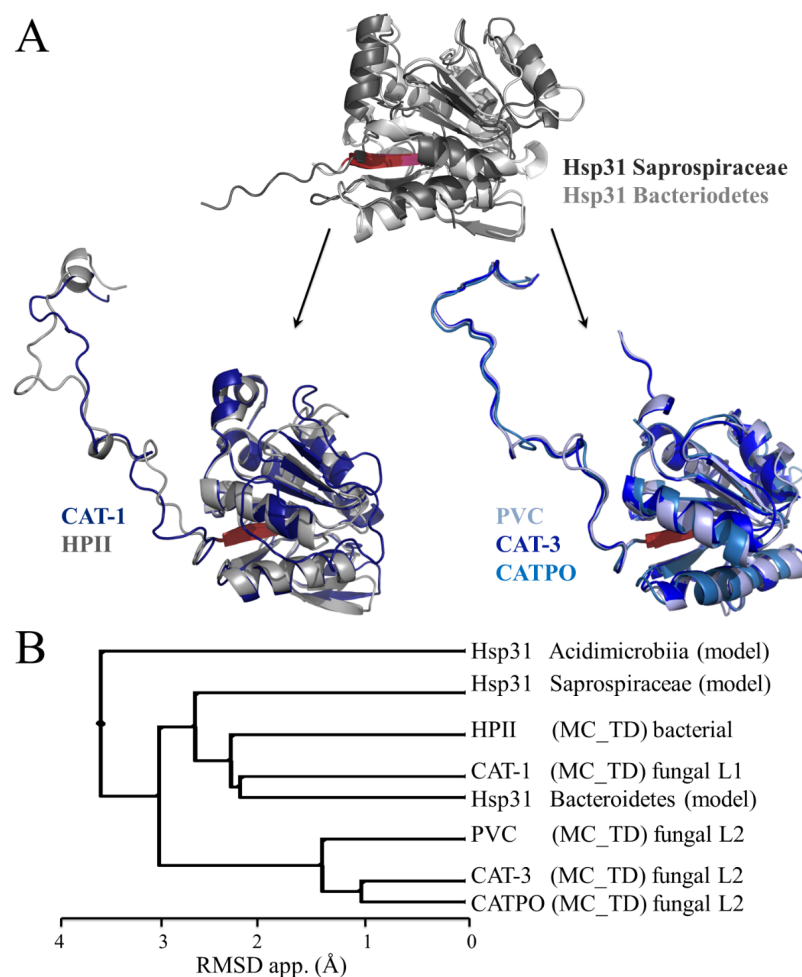 A
Hsp31 Saprospiraceae
Hsp31 Bacteriodetes
CAT-1
HPII
PVC
CAT-3
CATPO
B
Hsp31 Acidimicrobiia (model)
Hsp31 Saprospiraceae (model)
HPII (MC_TD) bacterial
CAT-1 (MC_TD) fungal L1
Hsp31 Bacteroidetes (model)
PVC (MC_TD) fungal L2
CAT-3 (MC_TD) fungal L2
CATPO (MC_TD) fungal L2
4 3 2 1 0
RMSD app. (Å)